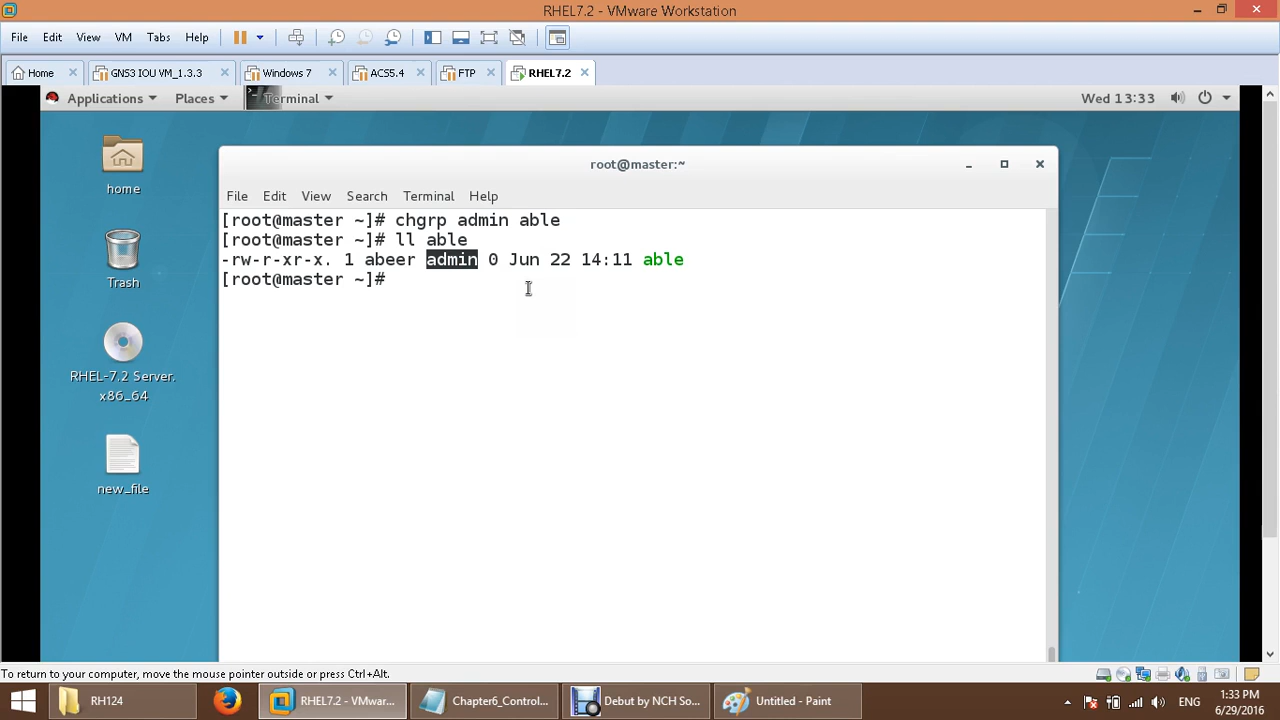 RHEL7.2 - VMware Workstation
File Edit View VM Tabs Help
Home GNS3 IOU VM_1.3.3 Windows 7 ACS5.4 FTP RHEL7.2
Applications Places Terminal Wed 13:33
root@master:~
home
File Edit View Search Terminal Help
[root@master ~]# chgrp admin able
[root@master ~]# ll able
-rw-r-xr-x. 1 abeer admin 0 Jun 22 14:11 able
[root@master ~]#
Trash
RHEL-7.2 Server.
x86_64
new_file
To return to your computer, move the mouse pointer outside or press Ctrl+Alt.
RH124 RHEL7.2 - VMwar... Chapter6_Control... Debut by NCH So... Untitled - Paint ENG 1:33 PM
6/29/2016